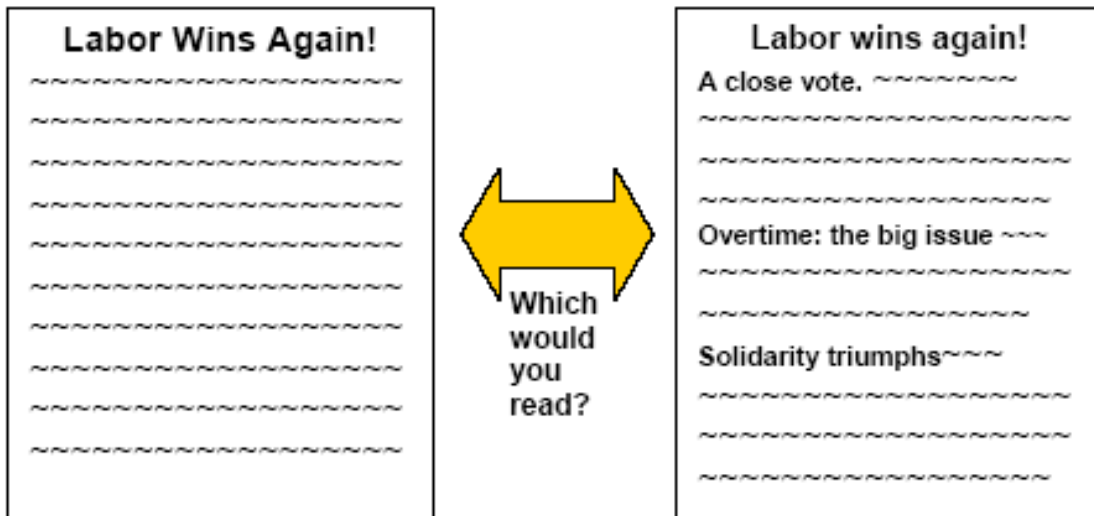 Labor Wins Again!
~~~~~~~~~~~~~~~~~~
~~~~~~~~~~~~~~~~~~
~~~~~~~~~~~~~~~~~~
~~~~~~~~~~~~~~~~~~
~~~~~~~~~~~~~~~~~~
~~~~~~~~~~~~~~~~~~
~~~~~~~~~~~~~~~~~~
~~~~~~~~~~~~~~~~~~
~~~~~~~~~~~~~~~~~~
~~~~~~~~~~~~~~~~~~
Which
would
you
read?
Labor wins again!
A close vote. ~~~~~~~
~~~~~~~~~~~~~~~~~~
~~~~~~~~~~~~~~~~~~
~~~~~~~~~~~~~~~~~
Overtime: the big issue ~~~
~~~~~~~~~~~~~~~~~~
~~~~~~~~~~~~~~~~
Solidarity triumphs~~~
~~~~~~~~~~~~~~~~~~
~~~~~~~~~~~~~~~~~~
~~~~~~~~~~~~~~~~~